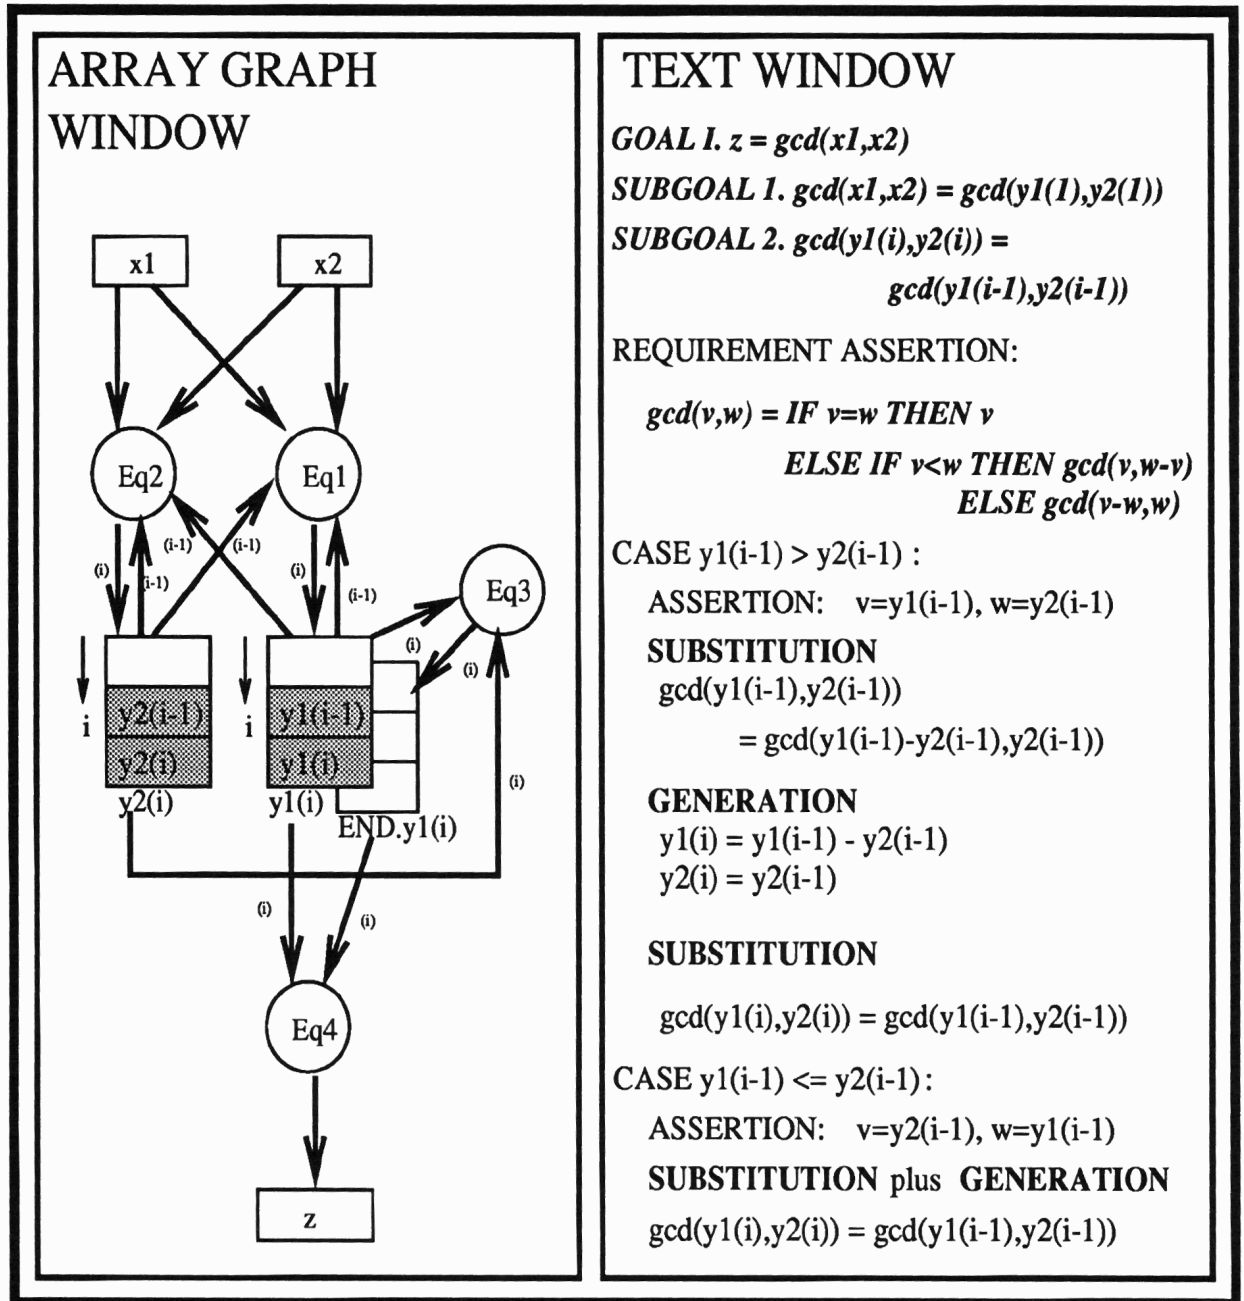 ARRAY GRAPH
WINDOW
x1
x2
Eq2
Eq1
(i-1)
(i-1)
(i)
(i-1)
(i)
(i-1)
Eq3
(i)
(i)
i
y2(i-1)
y2(i)
y2(i)
i
y1(i-1)
y1(i)
y1(i)
END.y1(i)
(i)
(i)
(i)
Eq4
z
TEXT WINDOW
GOAL I. z = gcd(x1,x2)
SUBGOAL 1. gcd(x1,x2) = gcd(y1(1),y2(1))
SUBGOAL 2. gcd(y1(i),y2(i)) =
gcd(y1(i-1),y2(i-1))
REQUIREMENT ASSERTION:
gcd(v,w) = IF v=w THEN v
ELSE IF v<w THEN gcd(v,w-v)
ELSE gcd(v-w,w)
CASE y1(i-1) > y2(i-1) :
ASSERTION: v=y1(i-1), w=y2(i-1)
SUBSTITUTION
gcd(y1(i-1),y2(i-1))
= gcd(y1(i-1)-y2(i-1),y2(i-1))
GENERATION
y1(i) = y1(i-1) - y2(i-1)
y2(i) = y2(i-1)
SUBSTITUTION
gcd(y1(i),y2(i)) = gcd(y1(i-1),y2(i-1))
CASE y1(i-1) <= y2(i-1):
ASSERTION: v=y2(i-1), w=y1(i-1)
SUBSTITUTION plus GENERATION
gcd(y1(i),y2(i)) = gcd(y1(i-1),y2(i-1))